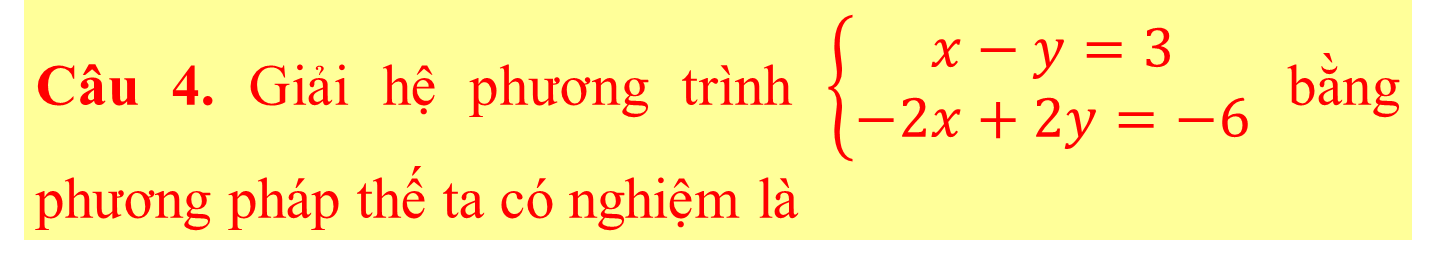 Câu 4. Giải hệ phương trình { x − y = 3 bằng
−2x + 2y = −6
phương pháp thế ta có nghiệm là